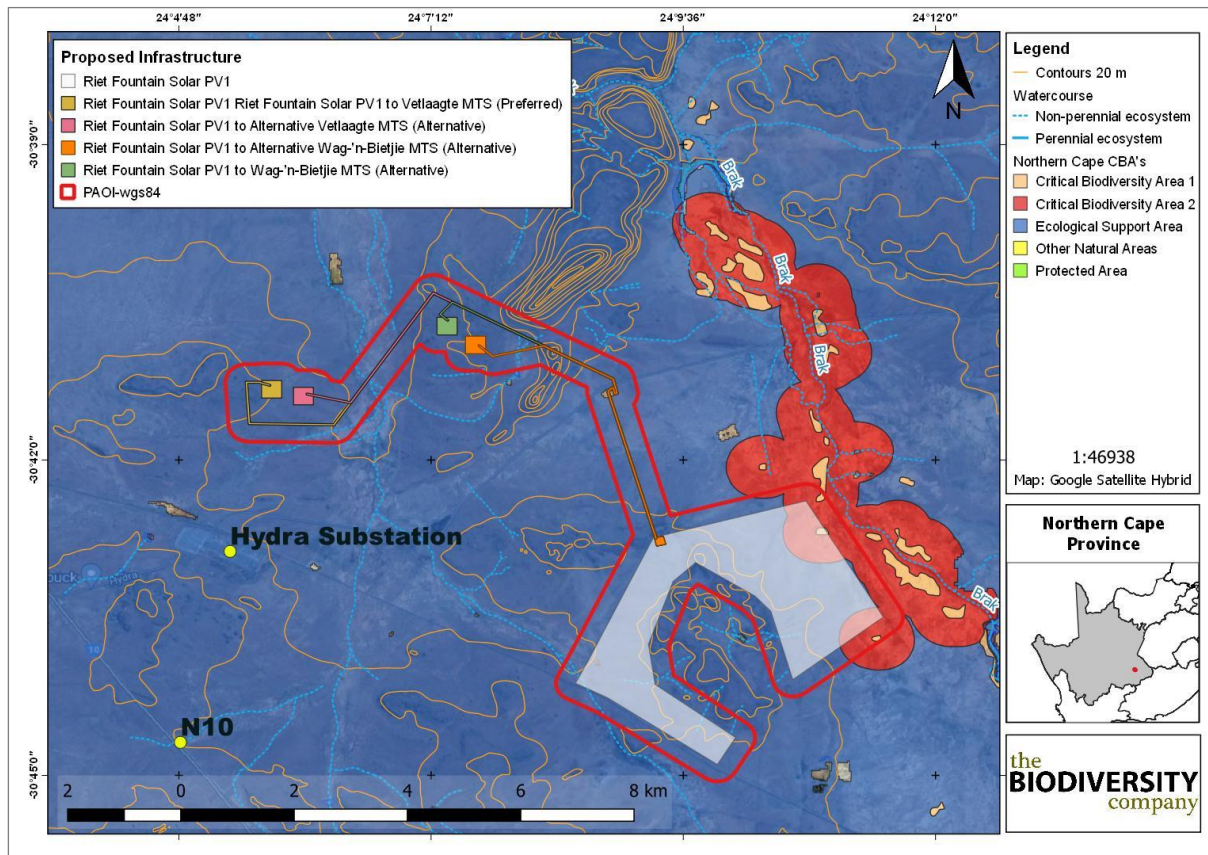 24°4'48"
24°7'12"
24°9'36"
24°12'0"
Proposed Infrastructure
Riet Fountain Solar PV1
Riet Fountain Solar PV1 Riet Fountain Solar PV1 to Vetlaagte MTS (Preferred)
Riet Fountain Solar PV1 to Alternative Vetlaagte MTS (Alternative)
Riet Fountain Solar PV1 to Alternative Wag-'n-Bietjie MTS (Alternative)
Riet Fountain Solar PV1 to Wag-'n-Bietjie MTS (Alternative)
PAOI-wgs84
N
-30°39'0"
-30°42'0"
-30°45'0"
Brak
Brak
Brak
Brak
Hydra Substation
Hydra
10
N10
2
0
2
4
6
8 km
Legend
Contours 20 m
Watercourse
Non-perennial ecosystem
Perennial ecosystem
Northern Cape CBA's
Critical Biodiversity Area 1
Critical Biodiversity Area 2
Ecological Support Area
Other Natural Areas
Protected Area
1:46938
Map: Google Satellite Hybrid
Northern Cape
Province
the
BIODIVERSITY
company